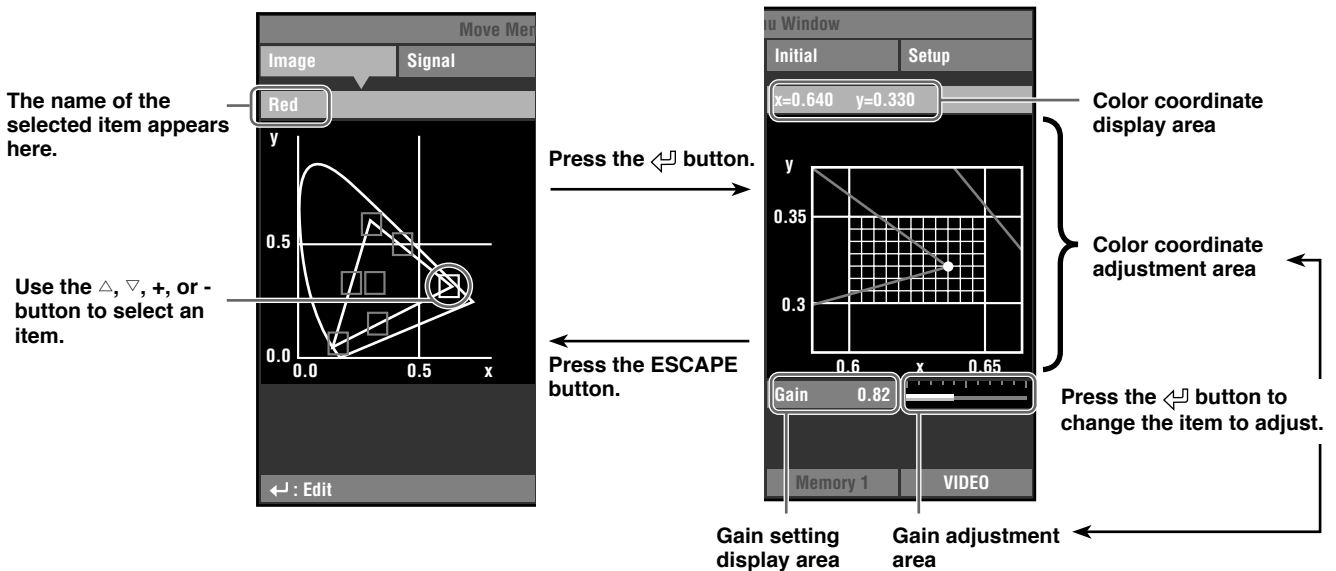 Move Men
Image
Signal
The name of the
selected item appears
here.
Red
y
0.5
0.0
0.0
0.5
x
Use the △, ▽, +, or -
button to select an
item.
↵ : Edit
Press the ↵ button.
Press the ESCAPE
button.
nu Window
Initial
Setup
x=0.640 y=0.330
Color coordinate
display area
y
0.35
0.3
0.6
x
0.65
Color coordinate
adjustment area
Gain 0.82
Press the ↵ button to
change the item to adjust.
Memory 1
VIDEO
Gain setting
display area
Gain adjustment
area